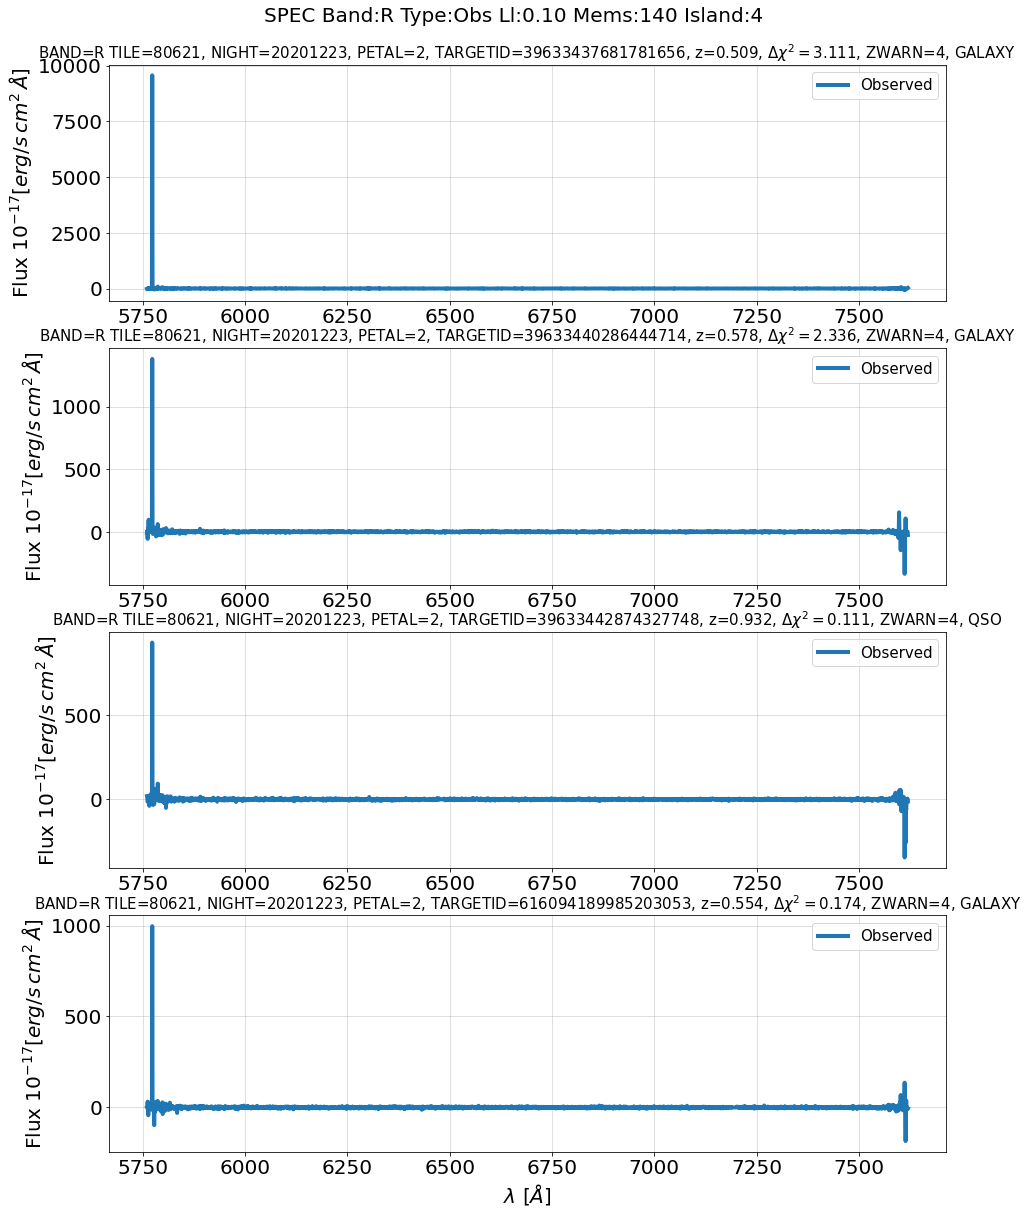 SPEC Band:R Type:Obs Ll:0.10 Mems:140 Island:4
BAND=R TILE=80621, NIGHT=20201223, PETAL=2, TARGETID=39633437681781656, z=0.509, Δχ²=3.111, ZWARN=4, GALAXY
Flux 10⁻¹⁷[erg/s cm² Å]
10000
7500
5000
2500
0
Observed
5750 6000 6250 6500 6750 7000 7250 7500
BAND=R TILE=80621, NIGHT=20201223, PETAL=2, TARGETID=39633440286444714, z=0.578, Δχ²=2.336, ZWARN=4, GALAXY
Flux 10⁻¹⁷[erg/s cm² Å]
1000
500
0
Observed
5750 6000 6250 6500 6750 7000 7250 7500
BAND=R TILE=80621, NIGHT=20201223, PETAL=2, TARGETID=39633442874327748, z=0.932, Δχ²=0.111, ZWARN=4, QSO
Flux 10⁻¹⁷[erg/s cm² Å]
500
0
Observed
5750 6000 6250 6500 6750 7000 7250 7500
BAND=R TILE=80621, NIGHT=20201223, PETAL=2, TARGETID=616094189985203053, z=0.554, Δχ²=0.174, ZWARN=4, GALAXY
Flux 10⁻¹⁷[erg/s cm² Å]
1000
500
0
Observed
5750 6000 6250 6500 6750 7000 7250 7500
λ [Å]